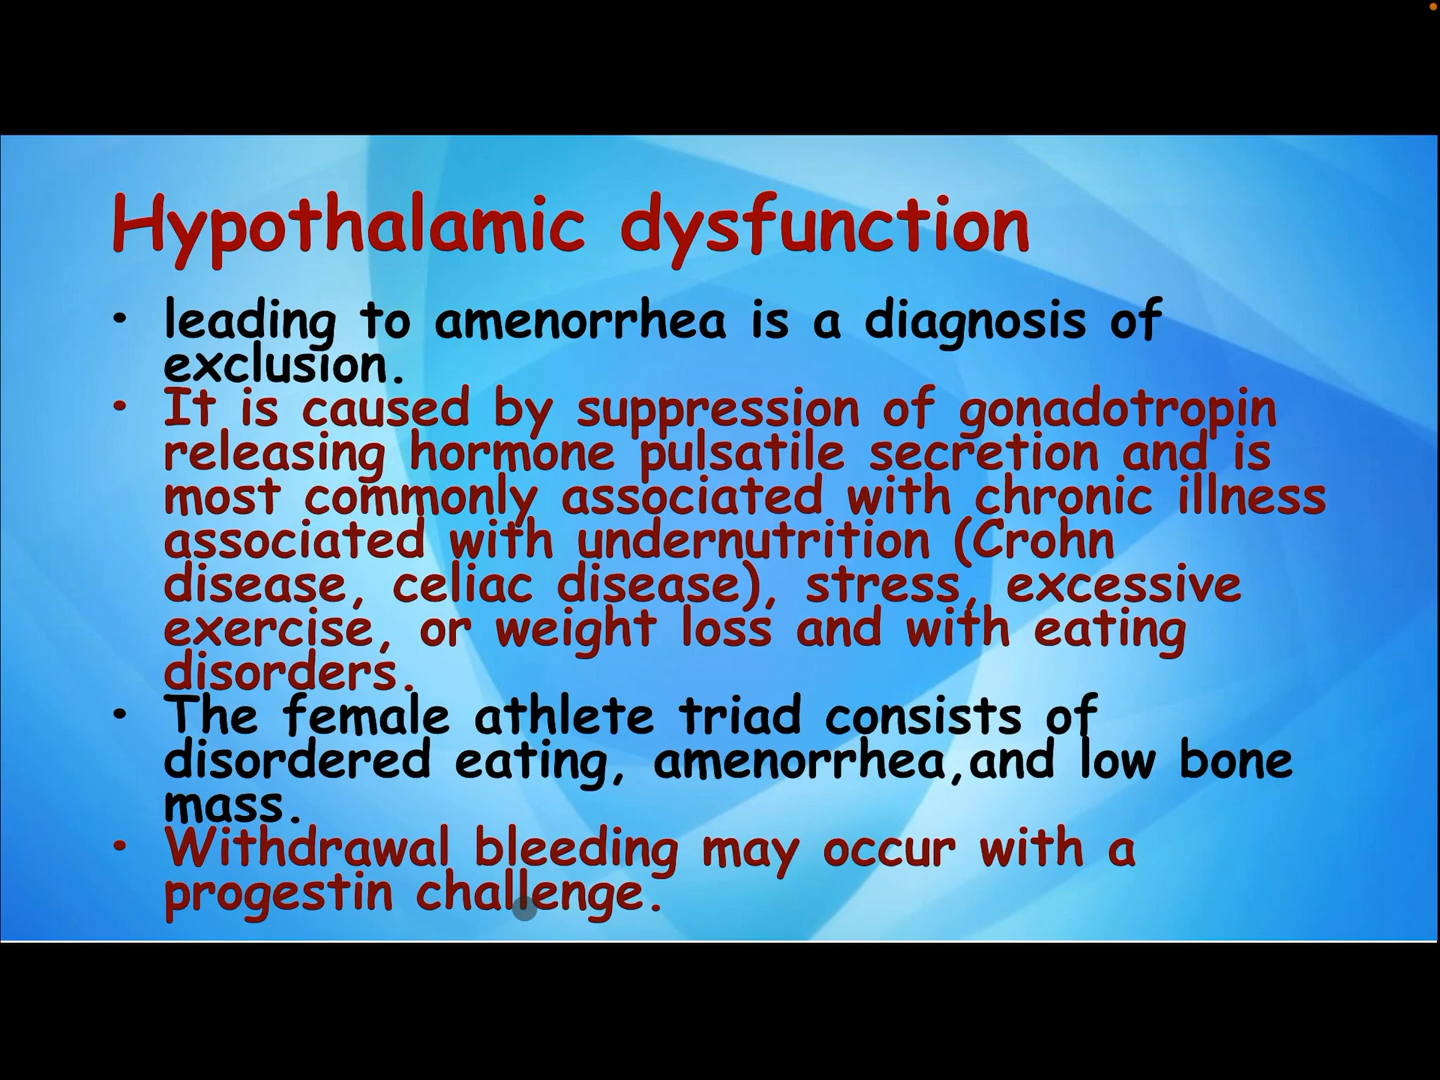 Hypothalamic dysfunction
• leading to amenorrhea is a diagnosis of
exclusion.
• It is caused by suppression of gonadotropin
releasing hormone pulsatile secretion and is
most commonly associated with chronic illness
associated with undernutrition (Crohn
disease, celiac disease), stress, excessive
exercise, or weight loss and with eating
disorders.
• The female athlete triad consists of
disordered eating, amenorrhea,and low bone
mass.
• Withdrawal bleeding may occur with a
progestin challenge.